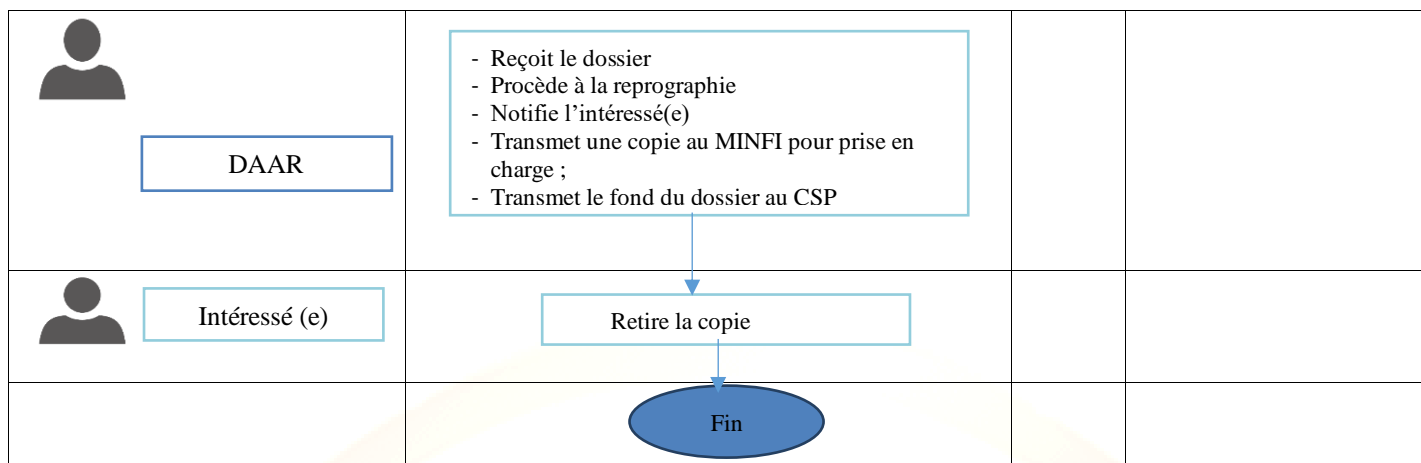 DAAR
- Reçoit le dossier
- Procède à la reprographie
- Notifie l’intéressé(e)
- Transmet une copie au MINFI pour prise en
charge ;
- Transmet le fond du dossier au CSP
Intéressé (e)
Retire la copie
Fin